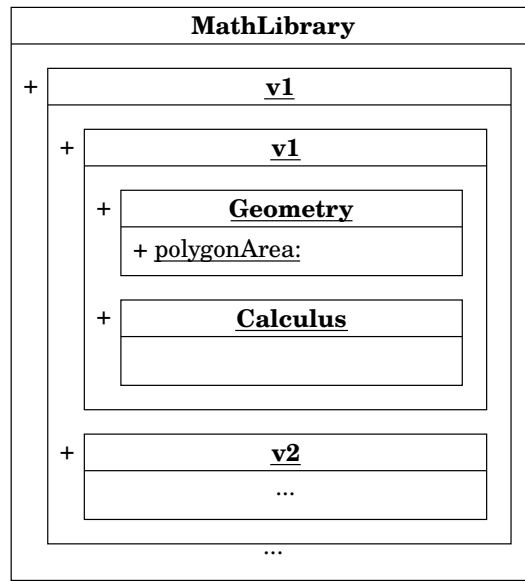 MathLibrary
+ v1
+ v1
+ Geometry
+ polygonArea:
+ Calculus
+ v2
...
...